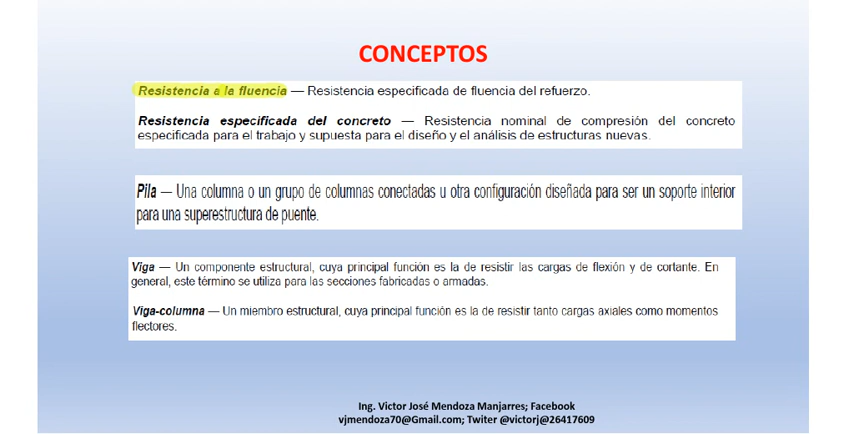 CONCEPTOS
Resistencia a la fluencia — Resistencia especificada de fluencia del refuerzo.
Resistencia especificada del concreto — Resistencia nominal de compresión del concreto
especificada para el trabajo y supuesta para el diseño y el análisis de estructuras nuevas.
Pila — Una columna o un grupo de columnas conectadas u otra configuración diseñada para ser un soporte interior
para una superestructura de puente.
Viga — Un componente estructural, cuya principal función es la de resistir las cargas de flexión y de cortante. En
general, este término se utiliza para las secciones fabricadas o armadas.
Viga-columna — Un miembro estructural, cuya principal función es la de resistir tanto cargas axiales como momentos
flectores.
Ing. Victor José Mendoza Manjarres; Facebook
vjmendoza70@Gmail.com; Twiter @victorj@26417609